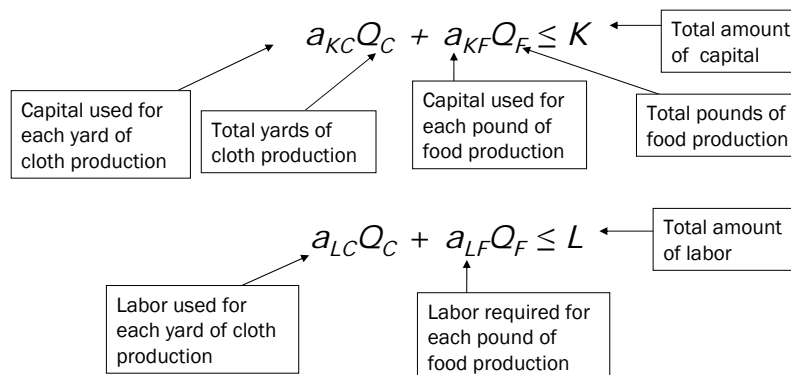 a_KC Q_C + a_KF Q_F ≤ K
Total amount
of capital
Capital used for
each yard of
cloth production
Total yards of
cloth production
Capital used for
each pound of
food production
Total pounds of
food production
a_LC Q_C + a_LF Q_F ≤ L
Total amount
of labor
Labor used for
each yard of cloth
production
Labor required for
each pound of
food production